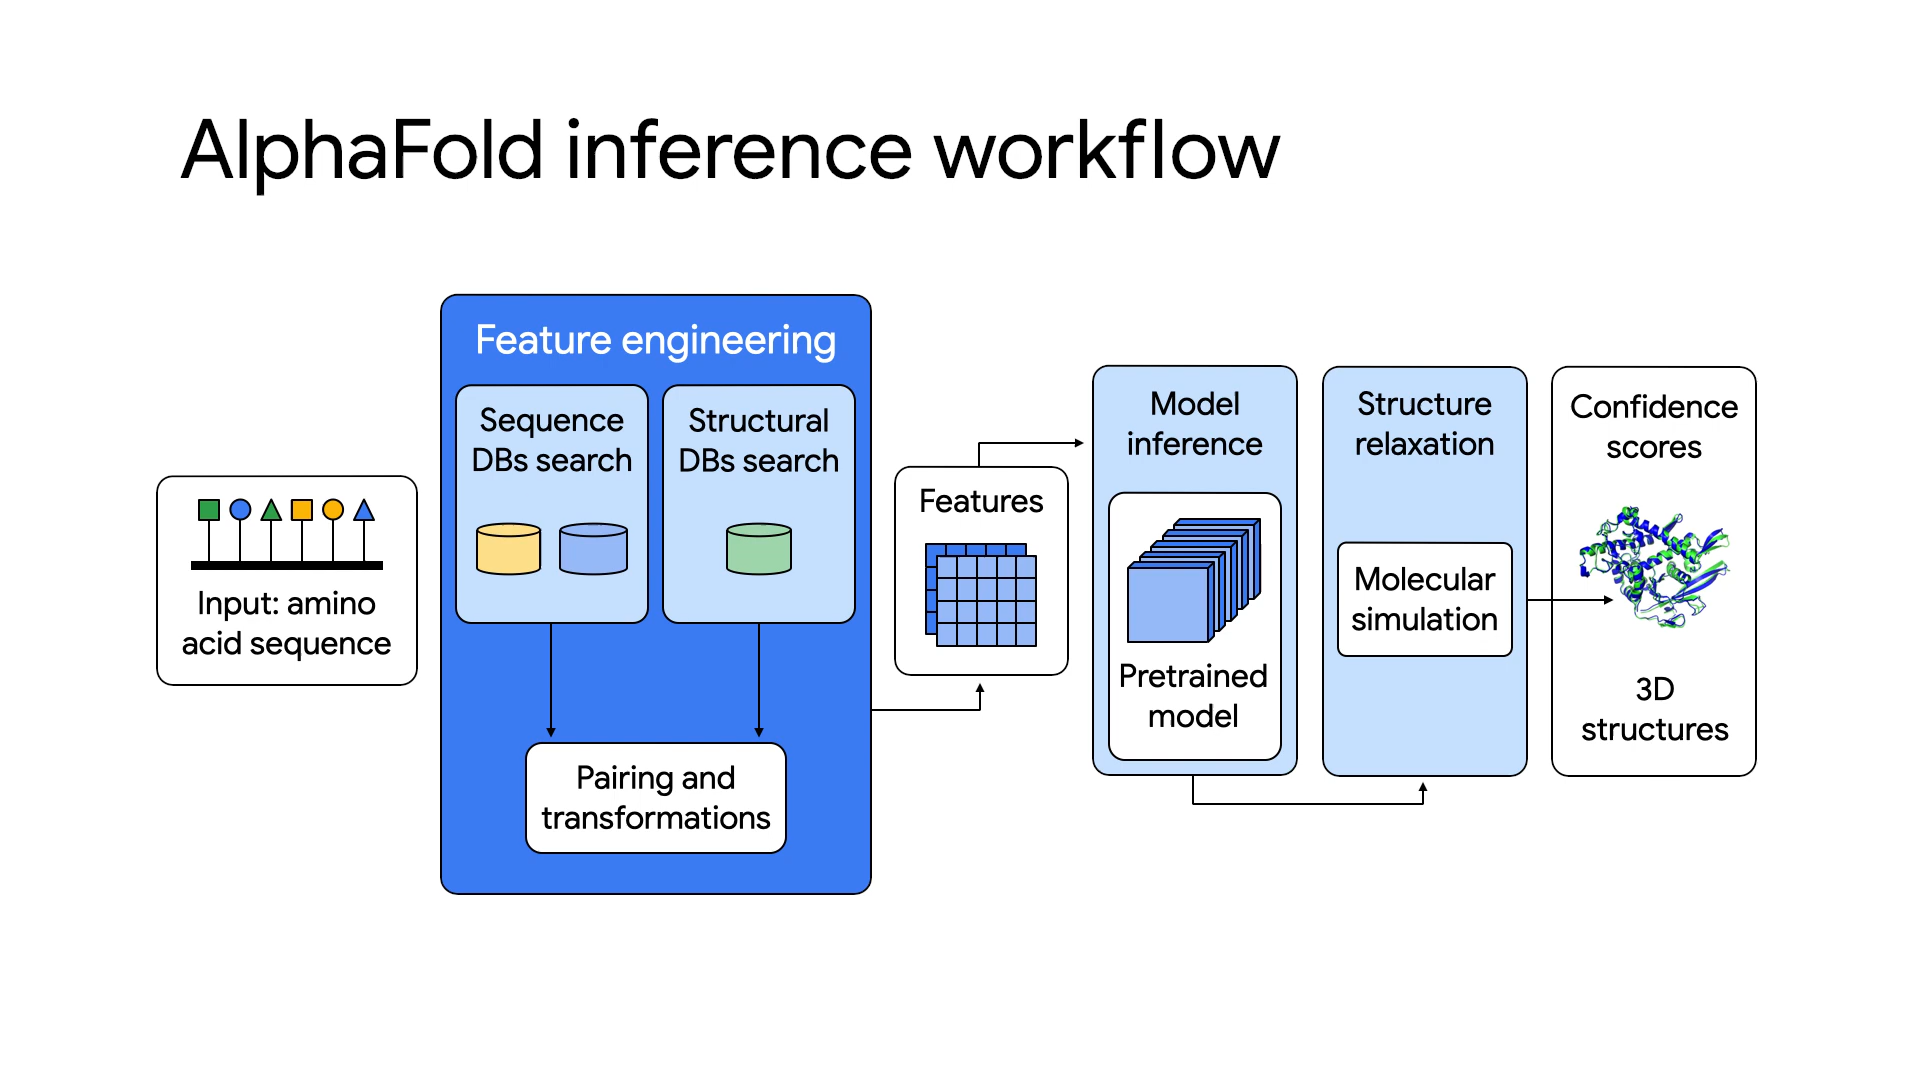 AlphaFold inference workflow
Input: amino
acid sequence
Feature engineering
Sequence
DBs search
Structural
DBs search
Pairing and
transformations
Features
Model
inference
Pretrained
model
Structure
relaxation
Molecular
simulation
Confidence
scores
3D
structures